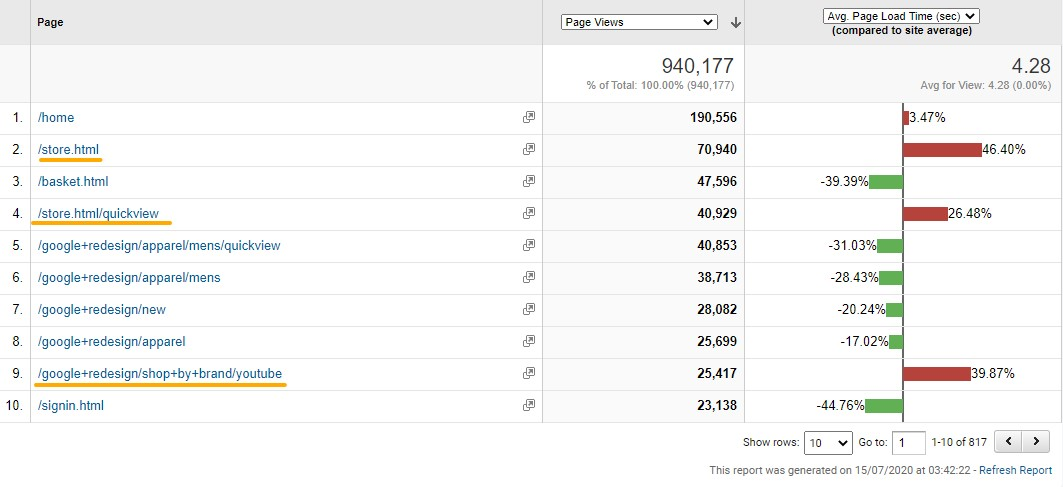 Page
Page Views
Avg. Page Load Time (sec)
(compared to site average)
940,177
% of Total: 100.00% (940,177)
4.28
Avg for View: 4.28 (0.00%)
1. /home 190,556 3.47%
2. /store.html 70,940 46.40%
3. /basket.html 47,596 -39.39%
4. /store.html/quickview 40,929 26.48%
5. /google+redesign/apparel/mens/quickview 40,853 -31.03%
6. /google+redesign/apparel/mens 38,713 -28.43%
7. /google+redesign/new 28,082 -20.24%
8. /google+redesign/apparel 25,699 -17.02%
9. /google+redesign/shop+by+brand/youtube 25,417 39.87%
10. /signin.html 23,138 -44.76%
Show rows: 10 Go to: 1 1-10 of 817
This report was generated on 15/07/2020 at 03:42:22 - Refresh Report